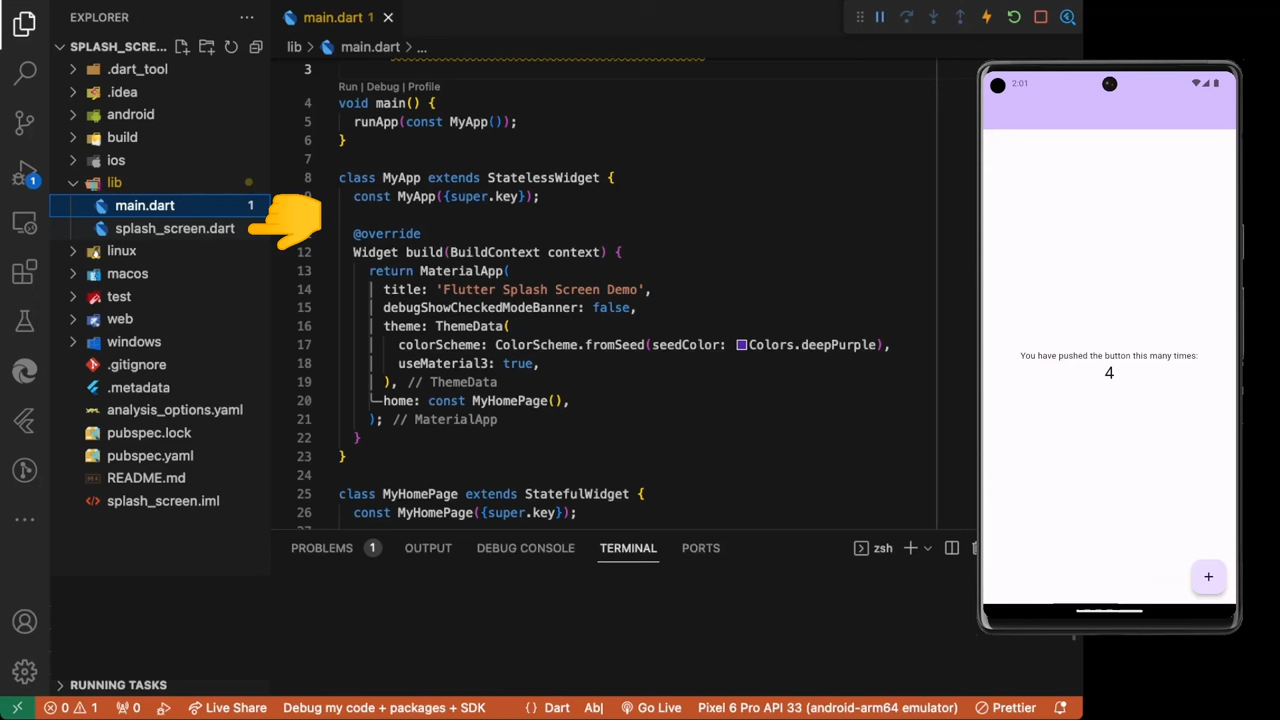 EXPLORER
SPLASH_SCRE...
.dart_tool
.idea
android
build
ios
lib
main.dart 1
splash_screen.dart
linux
macos
test
web
windows
.gitignore
.metadata
analysis_options.yaml
pubspec.lock
pubspec.yaml
README.md
splash_screen.iml
RUNNING TASKS
1
main.dart 1
lib > main.dart > ...
3
Run | Debug | Profile
4 void main() {
5 runApp(const MyApp());
6 }
7
8 class MyApp extends StatelessWidget {
9 const MyApp({super.key});
@override
12 Widget build(BuildContext context) {
13 return MaterialApp(
14 title: 'Flutter Splash Screen Demo',
15 debugShowCheckedModeBanner: false,
16 theme: ThemeData(
17 colorScheme: ColorScheme.fromSeed(seedColor: Colors.deepPurple),
18 useMaterial3: true,
19 ), // ThemeData
20 home: const MyHomePage(),
21 ); // MaterialApp
22 }
23 }
24
25 class MyHomePage extends StatefulWidget {
26 const MyHomePage({super.key});
PROBLEMS 1 OUTPUT DEBUG CONSOLE TERMINAL PORTS
zsh
2:01
You have pushed the button this many times:
4
+
0 1 0 Live Share Debug my code + packages + SDK { } Dart Ab| Go Live Pixel 6 Pro API 33 (android-arm64 emulator) Prettier